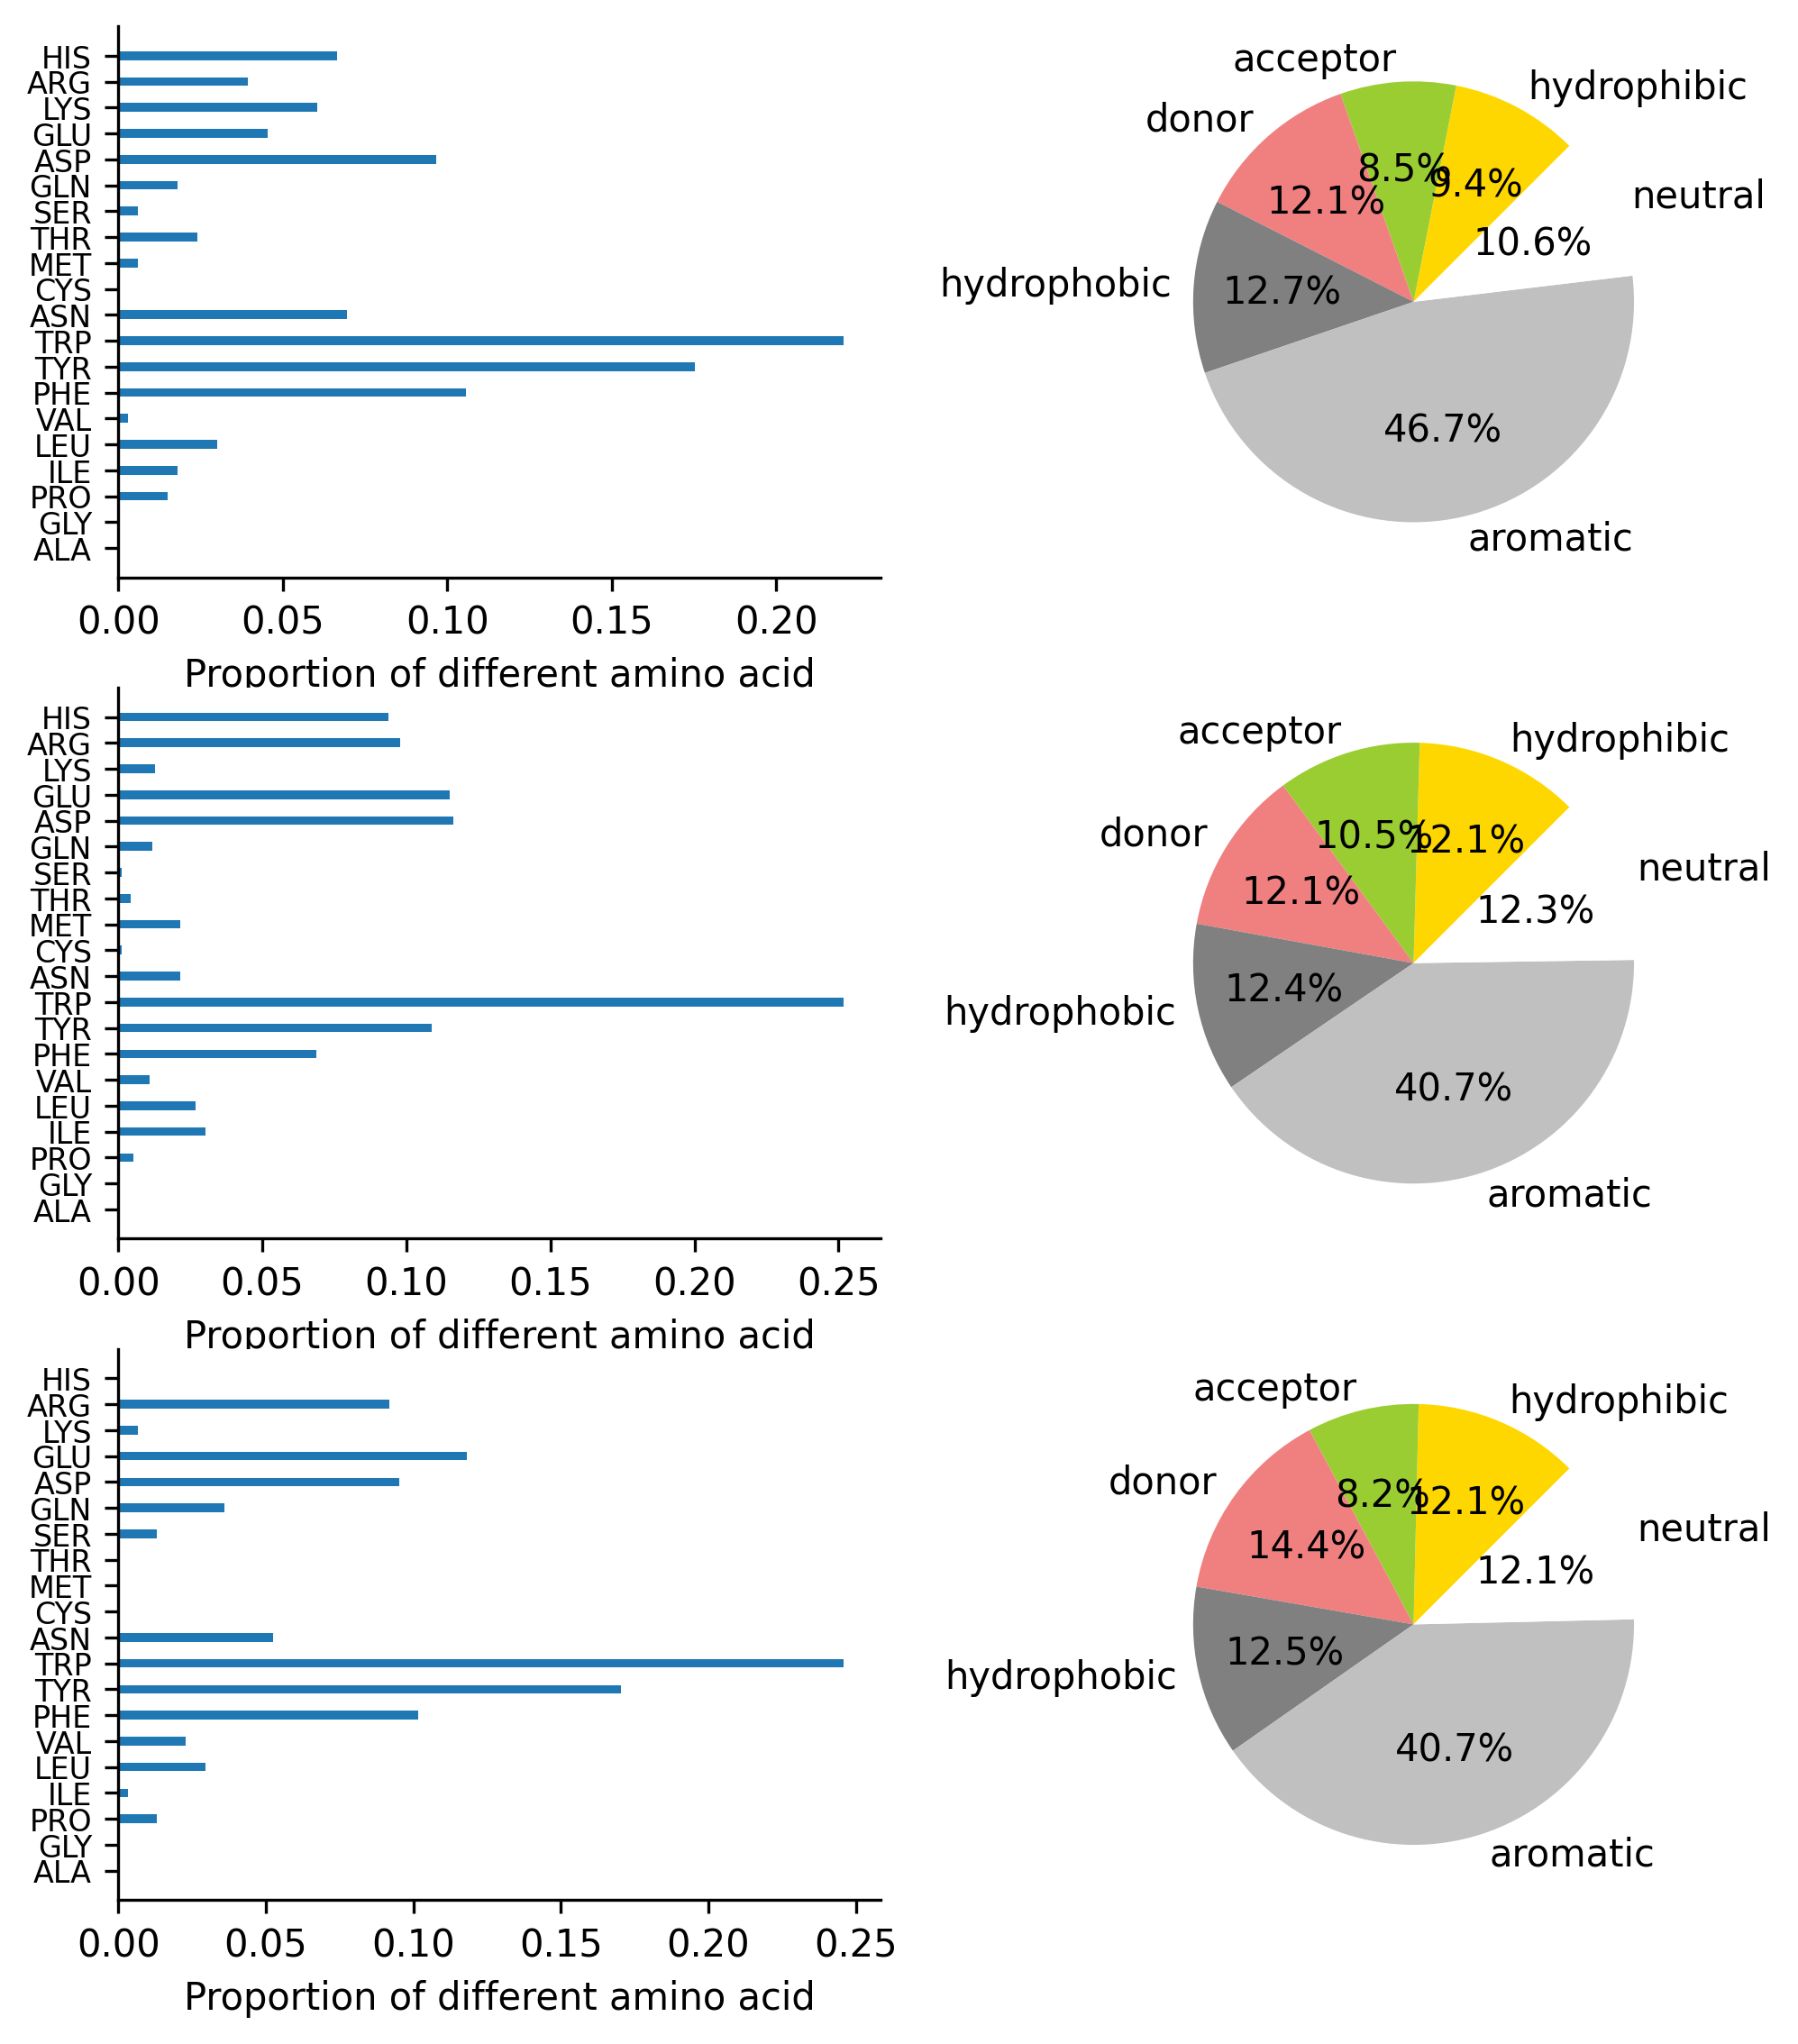 HIS
ARG
LYS
GLU
ASP
GLN
SER
THR
MET
CYS
ASN
TRP
TYR
PHE
VAL
LEU
ILE
PRO
GLY
ALA
0.00 0.05 0.10 0.15 0.20
Proportion of different amino acid
acceptor
hydrophibic
donor
neutral
hydrophobic
aromatic
8.5%
9.4%
12.1%
10.6%
12.7%
46.7%
HIS
ARG
LYS
GLU
ASP
GLN
SER
THR
MET
CYS
ASN
TRP
TYR
PHE
VAL
LEU
ILE
PRO
GLY
ALA
0.00 0.05 0.10 0.15 0.20 0.25
Proportion of different amino acid
acceptor
hydrophibic
donor
neutral
hydrophobic
aromatic
10.5%
12.1%
12.1%
12.3%
12.4%
40.7%
HIS
ARG
LYS
GLU
ASP
GLN
SER
THR
MET
CYS
ASN
TRP
TYR
PHE
VAL
LEU
ILE
PRO
GLY
ALA
0.00 0.05 0.10 0.15 0.20 0.25
Proportion of different amino acid
acceptor
hydrophibic
donor
neutral
hydrophobic
aromatic
8.2%
12.1%
14.4%
12.1%
12.5%
40.7%